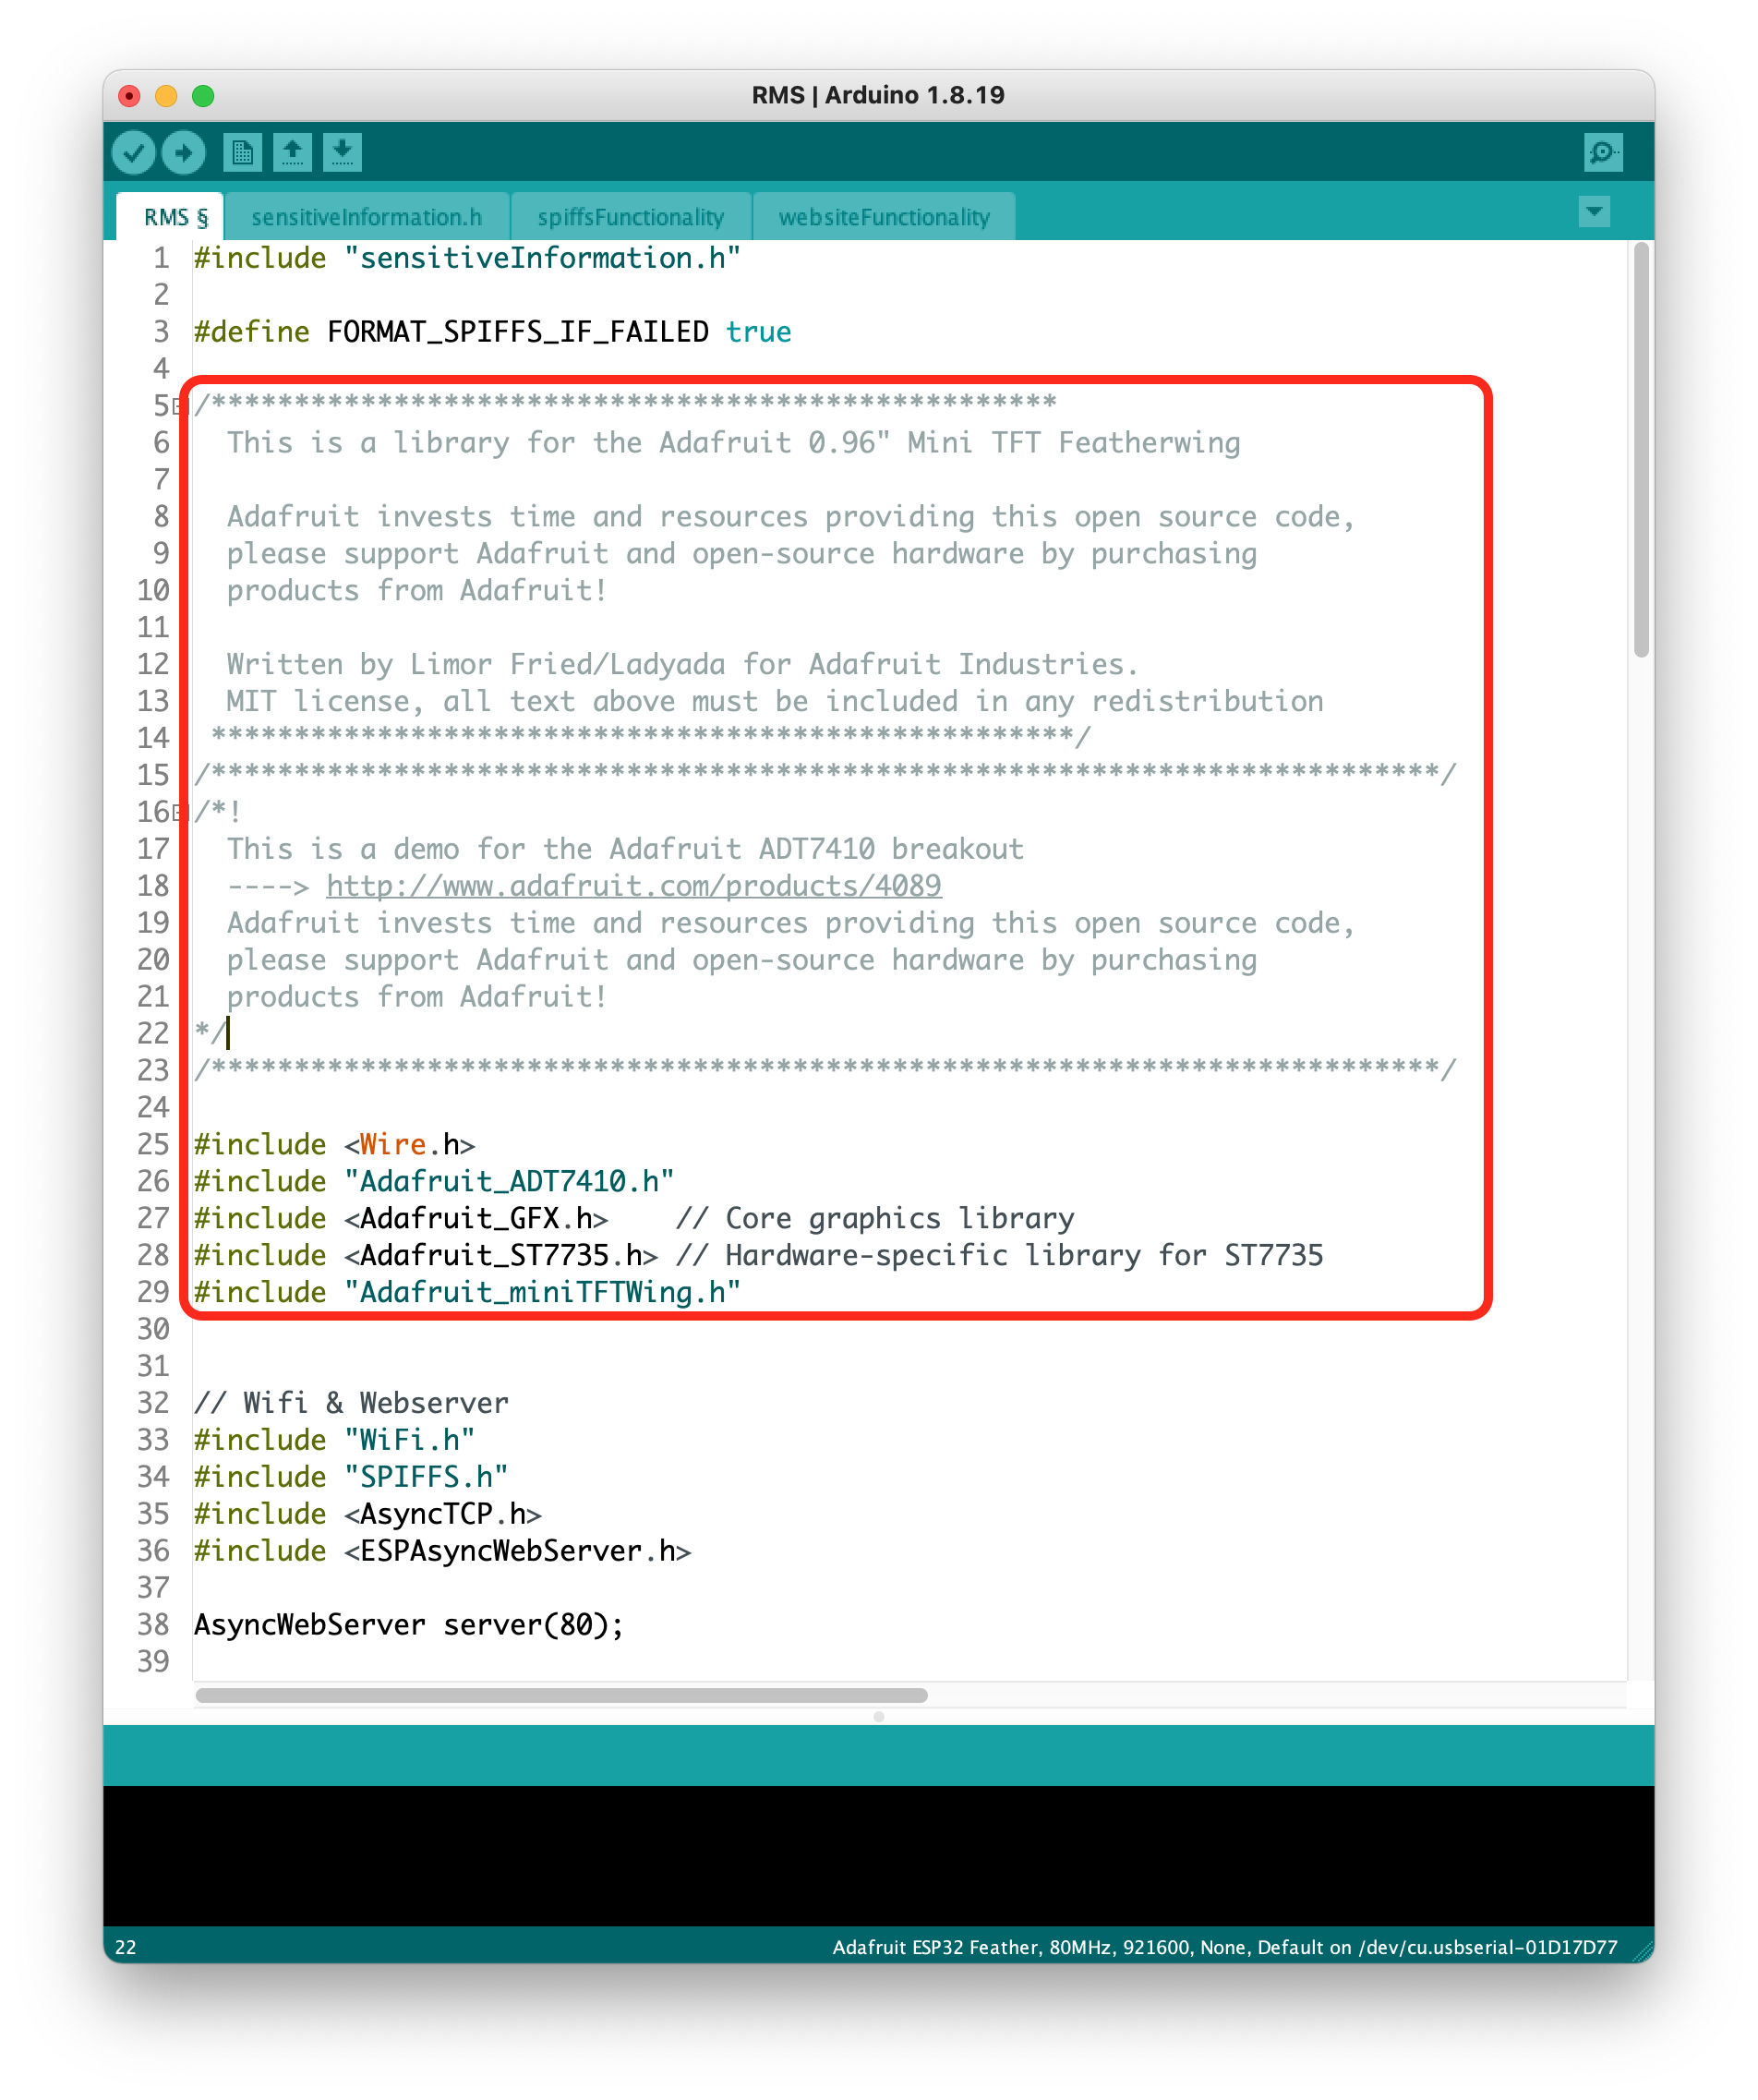 RMS | Arduino 1.8.19
RMS § sensitiveInformation.h spiffsFunctionality websiteFunctionality
1 #include "sensitiveInformation.h"
2
3 #define FORMAT_SPIFFS_IF_FAILED true
4
5 /***************************************************
6   This is a library for the Adafruit 0.96" Mini TFT Featherwing
7
8   Adafruit invests time and resources providing this open source code,
9   please support Adafruit and open-source hardware by purchasing
10   products from Adafruit!
11
12   Written by Limor Fried/Ladyada for Adafruit Industries.
13   MIT license, all text above must be included in any redistribution
14  ****************************************************/
15 /**************************************************************************/
16 /*!
17   This is a demo for the Adafruit ADT7410 breakout
18   ----> http://www.adafruit.com/products/4089
19   Adafruit invests time and resources providing this open source code,
20   please support Adafruit and open-source hardware by purchasing
21   products from Adafruit!
22 */
23 /**************************************************************************/
24
25 #include <Wire.h>
26 #include "Adafruit_ADT7410.h"
27 #include <Adafruit_GFX.h>    // Core graphics library
28 #include <Adafruit_ST7735.h> // Hardware-specific library for ST7735
29 #include "Adafruit_miniTFTWing.h"
30
31
32 // Wifi & Webserver
33 #include "WiFi.h"
34 #include "SPIFFS.h"
35 #include <AsyncTCP.h>
36 #include <ESPAsyncWebServer.h>
37
38 AsyncWebServer server(80);
39
22 Adafruit ESP32 Feather, 80MHz, 921600, None, Default on /dev/cu.usbserial-01D17D77